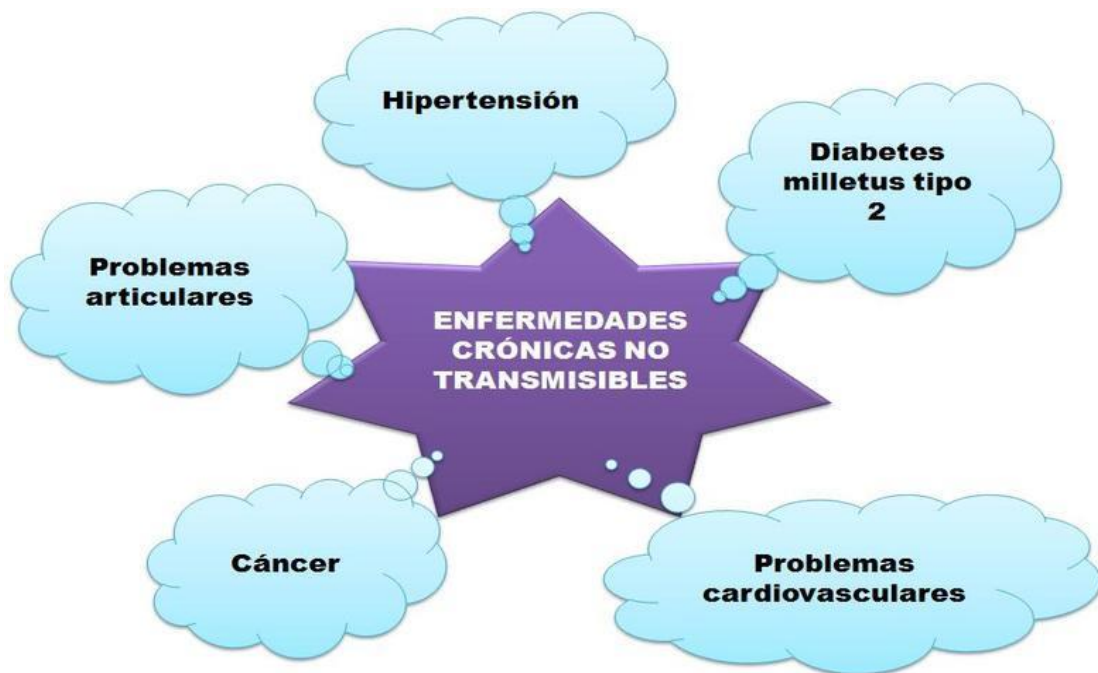 Hipertensión
Diabetes
milletus tipo
2
Problemas
articulares
ENFERMEDADES
CRÓNICAS NO
TRANSMISIBLES
Cáncer
Problemas
cardiovasculares